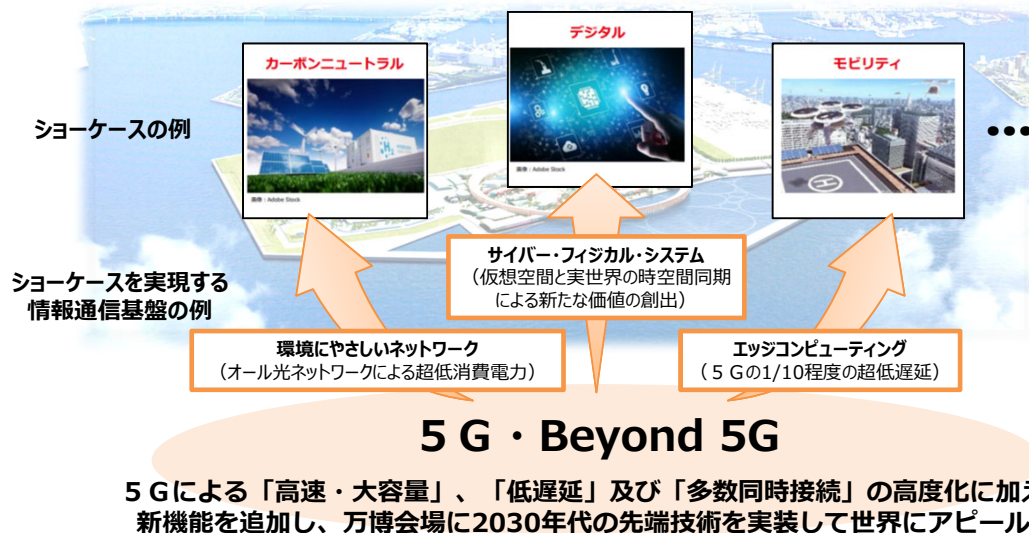 デジタル
カーボンニュートラル
モビリティ
画像：Adobe Stock
画像：Adobe Stock
ショーケースの例
••••
サイバー・フィジカル・システム
（仮想空間と実世界の時空間同期
による新たな価値の創出）
ショーケースを実現する
情報通信基盤の例
環境にやさしいネットワーク
（オール光ネットワークによる超低消費電力）
エッジコンピューティング
（５Gの1/10程度の超低遅延）
５G・Beyond 5G
５Gによる「高速・大容量」、「低遅延」及び「多数同時接続」の高度化に加え
新機能を追加し、万博会場に2030年代の先端技術を実装して世界にアピール